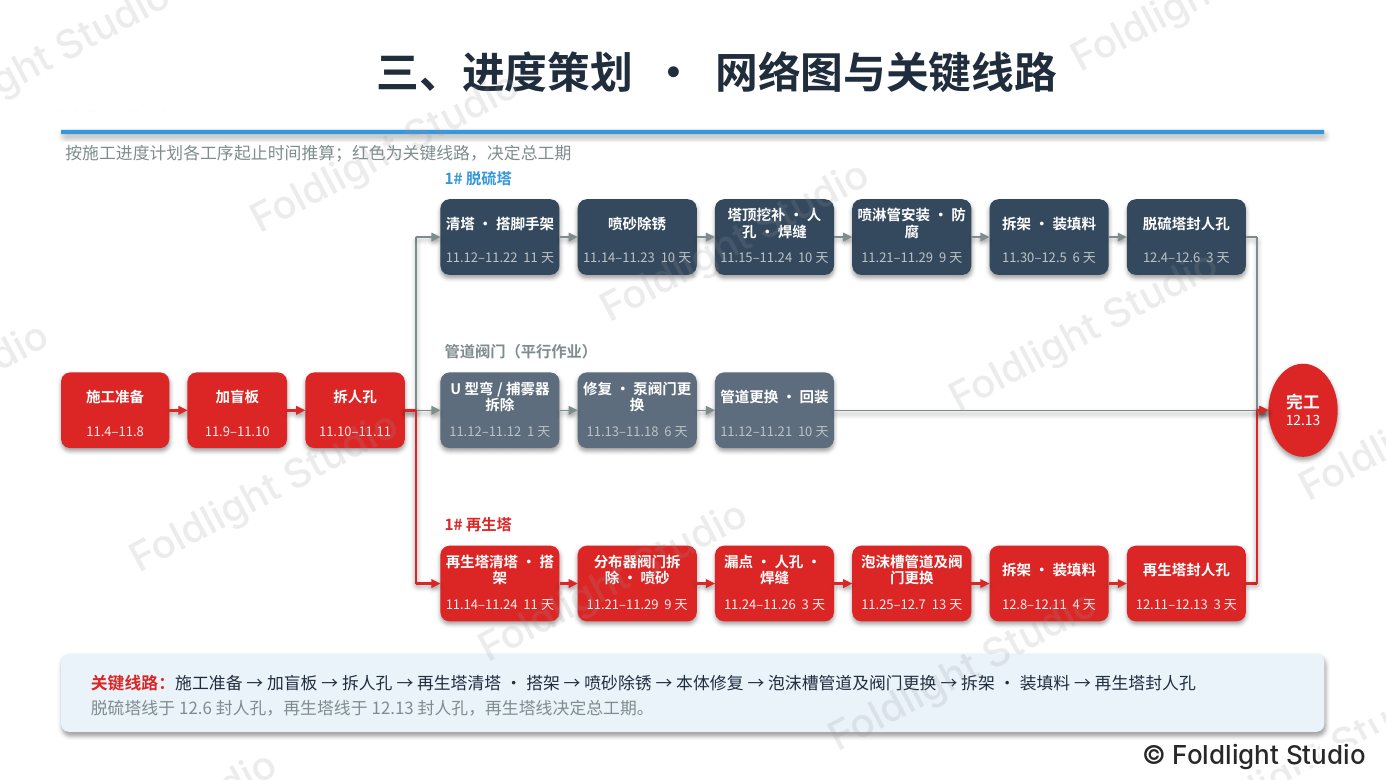 三、进度策划 · 网络图与关键线路
按施工进度计划各工序起止时间推算；红色为关键线路，决定总工期
1# 脱硫塔
清塔 · 搭脚手架
11.12–11.22 11 天
喷砂除锈
11.14–11.23 10 天
塔顶挖补 · 人
孔 · 焊缝
11.15–11.24 10 天
喷淋管安装 · 防
腐
11.21–11.29 9 天
拆架 · 装填料
11.30–12.5 6 天
脱硫塔封人孔
12.4–12.6 3 天
管道阀门（平行作业）
施工准备
11.4–11.8
加盲板
11.9–11.10
拆人孔
11.10–11.11
U 型弯 / 捕雾器
拆除
11.12–11.12 1 天
修复 · 泵阀门更
换
11.13–11.18 6 天
管道更换 · 回装
11.12–11.21 10 天
完工
12.13
1# 再生塔
再生塔清塔 · 搭
架
11.14–11.24 11 天
分布器阀门拆
除 · 喷砂
11.21–11.29 9 天
漏点 · 人孔 ·
焊缝
11.24–11.26 3 天
泡沫槽管道及阀
门更换
11.25–12.7 13 天
拆架 · 装填料
12.8–12.11 4 天
再生塔封人孔
12.11–12.13 3 天
关键线路：施工准备 → 加盲板 → 拆人孔 → 再生塔清塔 · 搭架 → 喷砂除锈 → 本体修复 → 泡沫槽管道及阀门更换 → 拆架 · 装填料 → 再生塔封人孔
脱硫塔线于 12.6 封人孔，再生塔线于 12.13 封人孔，再生塔线决定总工期。
© Foldlight Studio